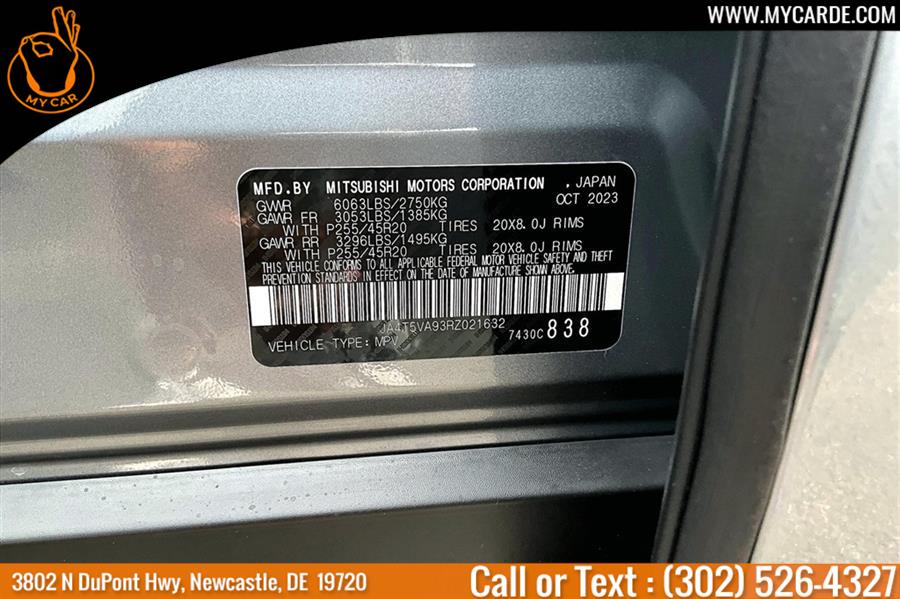 WWW.MYCARDE.COM
MY CAR
MFD.BY MITSUBISHI MOTORS CORPORATION , JAPAN
GVWR 6063LBS/2750KG OCT 2023
GAWR FR 3053LBS/1385KG
WITH P255/45R20 TIRES 20X8.0J RIMS
GAWR RR 3296LBS/1495KG
WITH P255/45R20 TIRES 20X8.0J RIMS
THIS VEHICLE CONFORMS TO ALL APPLICABLE FEDERAL MOTOR VEHICLE SAFETY AND THEFT
PREVENTION STANDARDS IN EFFECT ON THE DATE OF MANUFACTURE SHOWN ABOVE.
JA4T5VA93RZ021632
VEHICLE TYPE: MPV 7430C 838
3802 N DuPont Hwy, Newcastle, DE 19720
Call or Text : (302) 526-4327